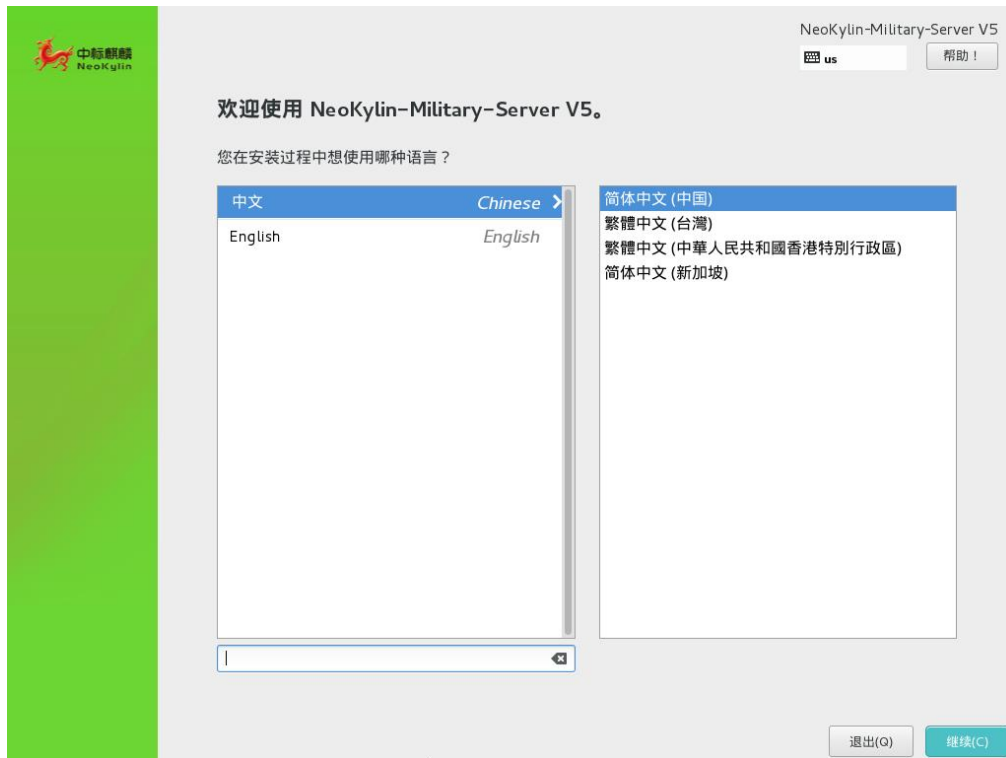 中标麒麟
NeoKylin
NeoKylin-Military-Server V5
us
帮助！
欢迎使用 NeoKylin-Military-Server V5。
您在安装过程中想使用哪种语言？
中文 Chinese
English English
简体中文 (中国)
繁體中文 (台灣)
繁體中文 (中華人民共和國香港特別行政區)
简体中文 (新加坡)
退出(Q)
继续(C)